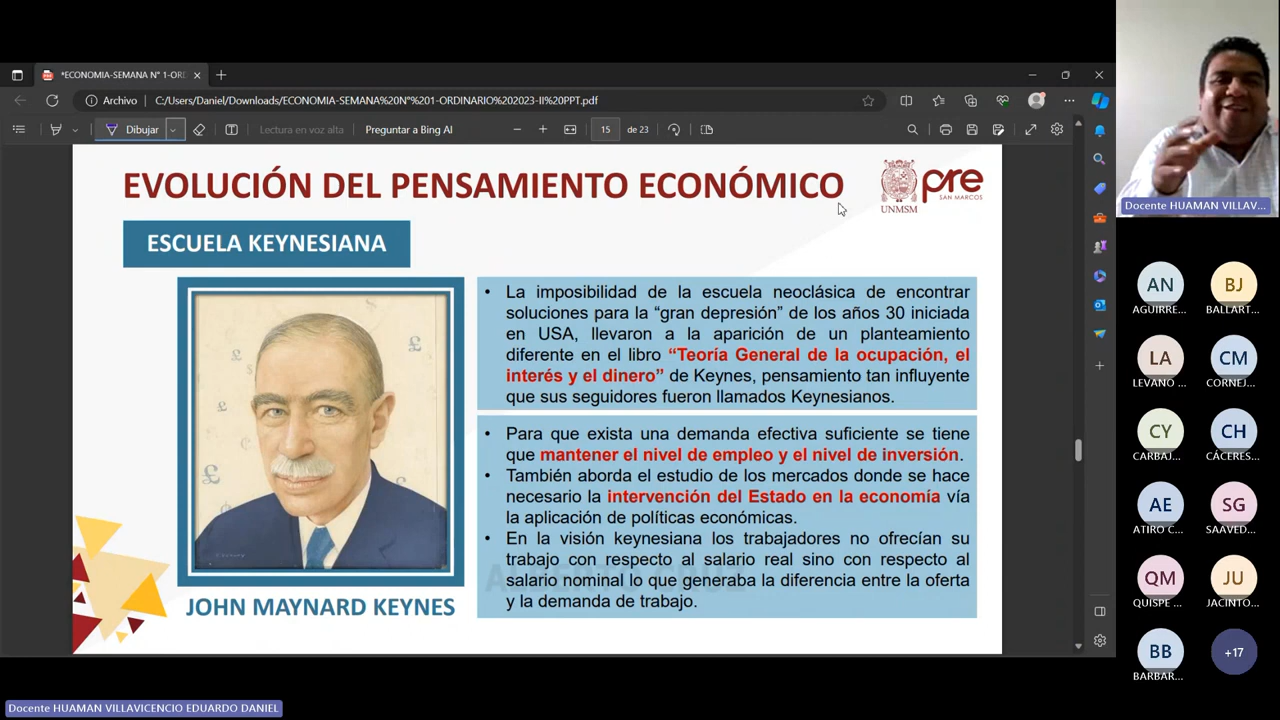 *ECONOMIA-SEMANA N° 1-ORD
Archivo
C:/Users/Daniel/Downloads/ECONOMIA-SEMANA%20N°%201-ORDINARIO%202023-II%20PPT.pdf
Dibujar
Lectura en voz alta
Preguntar a Bing AI
15
de 23
EVOLUCIÓN DEL PENSAMIENTO ECONÓMICO
UNMSM
pre
SAN MARCOS
ESCUELA KEYNESIANA
• La imposibilidad de la escuela neoclásica de encontrar
soluciones para la “gran depresión” de los años 30 iniciada
en USA, llevaron a la aparición de un planteamiento
diferente en el libro “Teoría General de la ocupación, el
interés y el dinero” de Keynes, pensamiento tan influyente
que sus seguidores fueron llamados Keynesianos.
• Para que exista una demanda efectiva suficiente se tiene
que mantener el nivel de empleo y el nivel de inversión.
• También aborda el estudio de los mercados donde se hace
necesario la intervención del Estado en la economía vía
la aplicación de políticas económicas.
• En la visión keynesiana los trabajadores no ofrecían su
trabajo con respecto al salario real sino con respecto al
salario nominal lo que generaba la diferencia entre la oferta
y la demanda de trabajo.
ALBERTO CRUZ
JOHN MAYNARD KEYNES
Docente HUAMAN VILLAV...
AN
AGUIRRE...
BJ
BALLART...
LA
LEVANO ...
CM
CORNEJ...
CY
CARBAJ...
CH
CÁCERES...
AE
ATIRO C...
SG
SAAVED...
QM
QUISPE ...
JU
JACINTO...
BB
BARBAR...
+17
Docente HUAMAN VILLAVICENCIO EDUARDO DANIEL